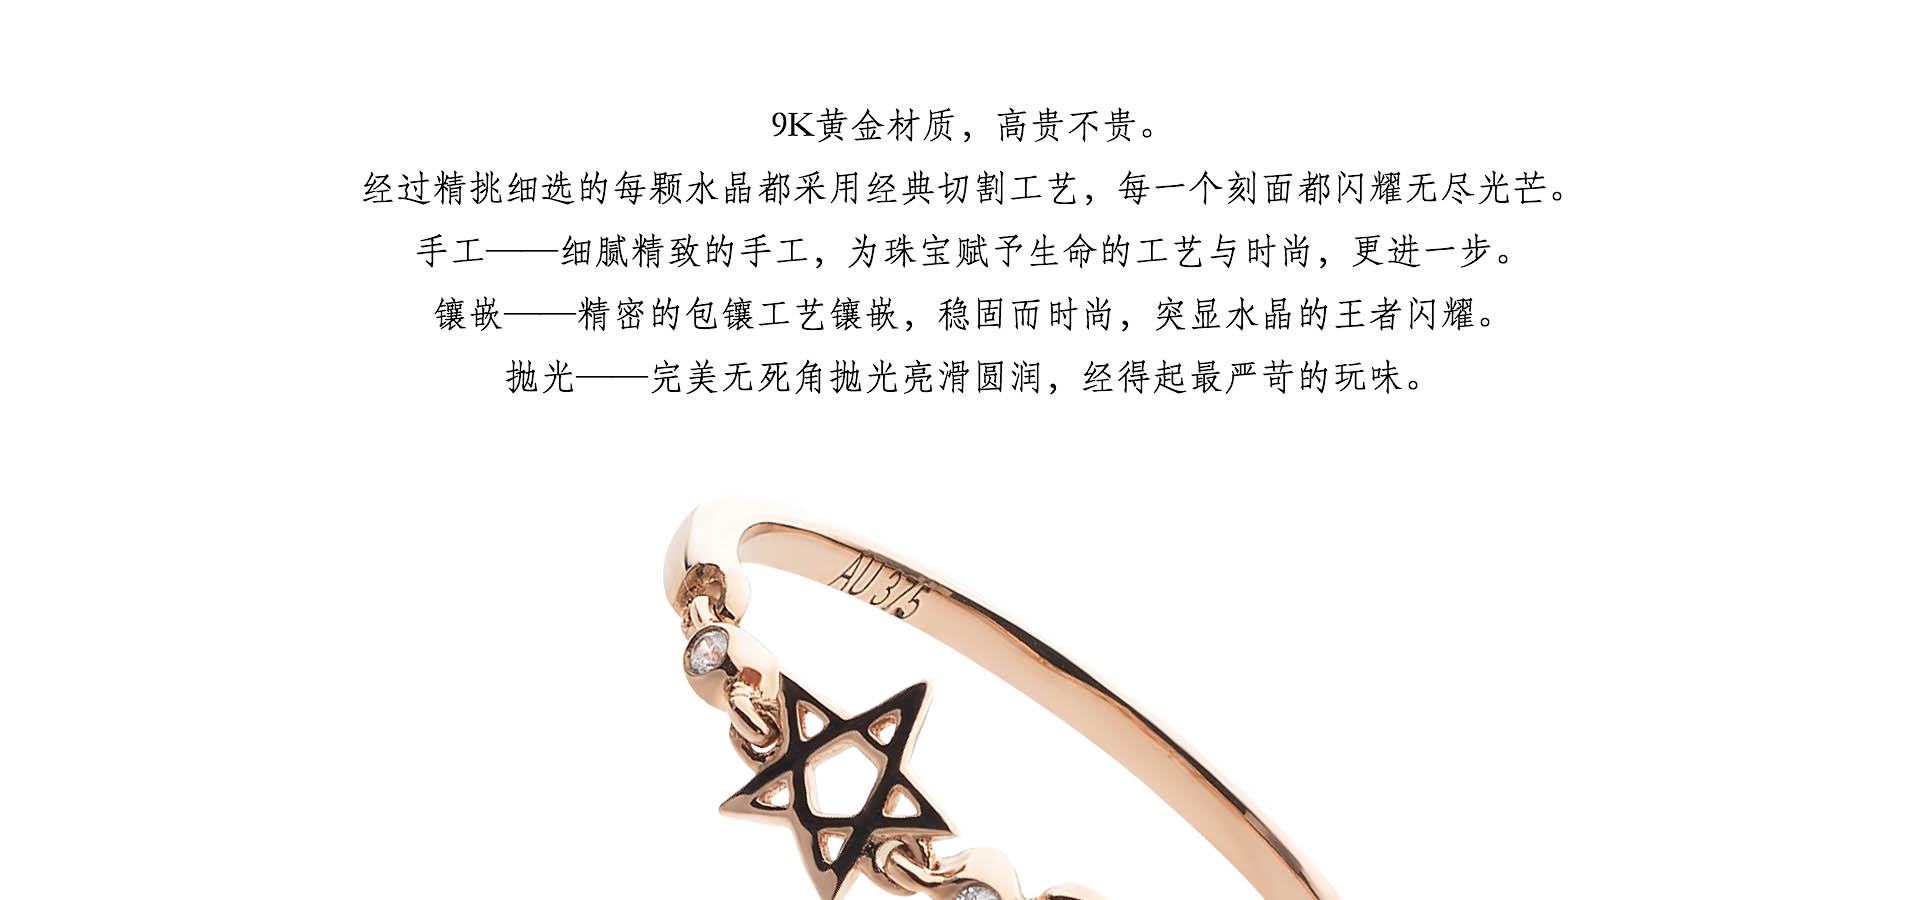 9K黄金材质，高贵不贵。
经过精挑细选的每颗水晶都采用经典切割工艺，每一个刻面都闪耀无尽光芒。
手工——细腻精致的手工，为珠宝赋予生命的工艺与时尚，更进一步。
镶嵌——精密的包镶工艺镶嵌，稳固而时尚，突显水晶的王者闪耀。
抛光——完美无死角抛光亮滑圆润，经得起最严苛的玩味。
AU 375